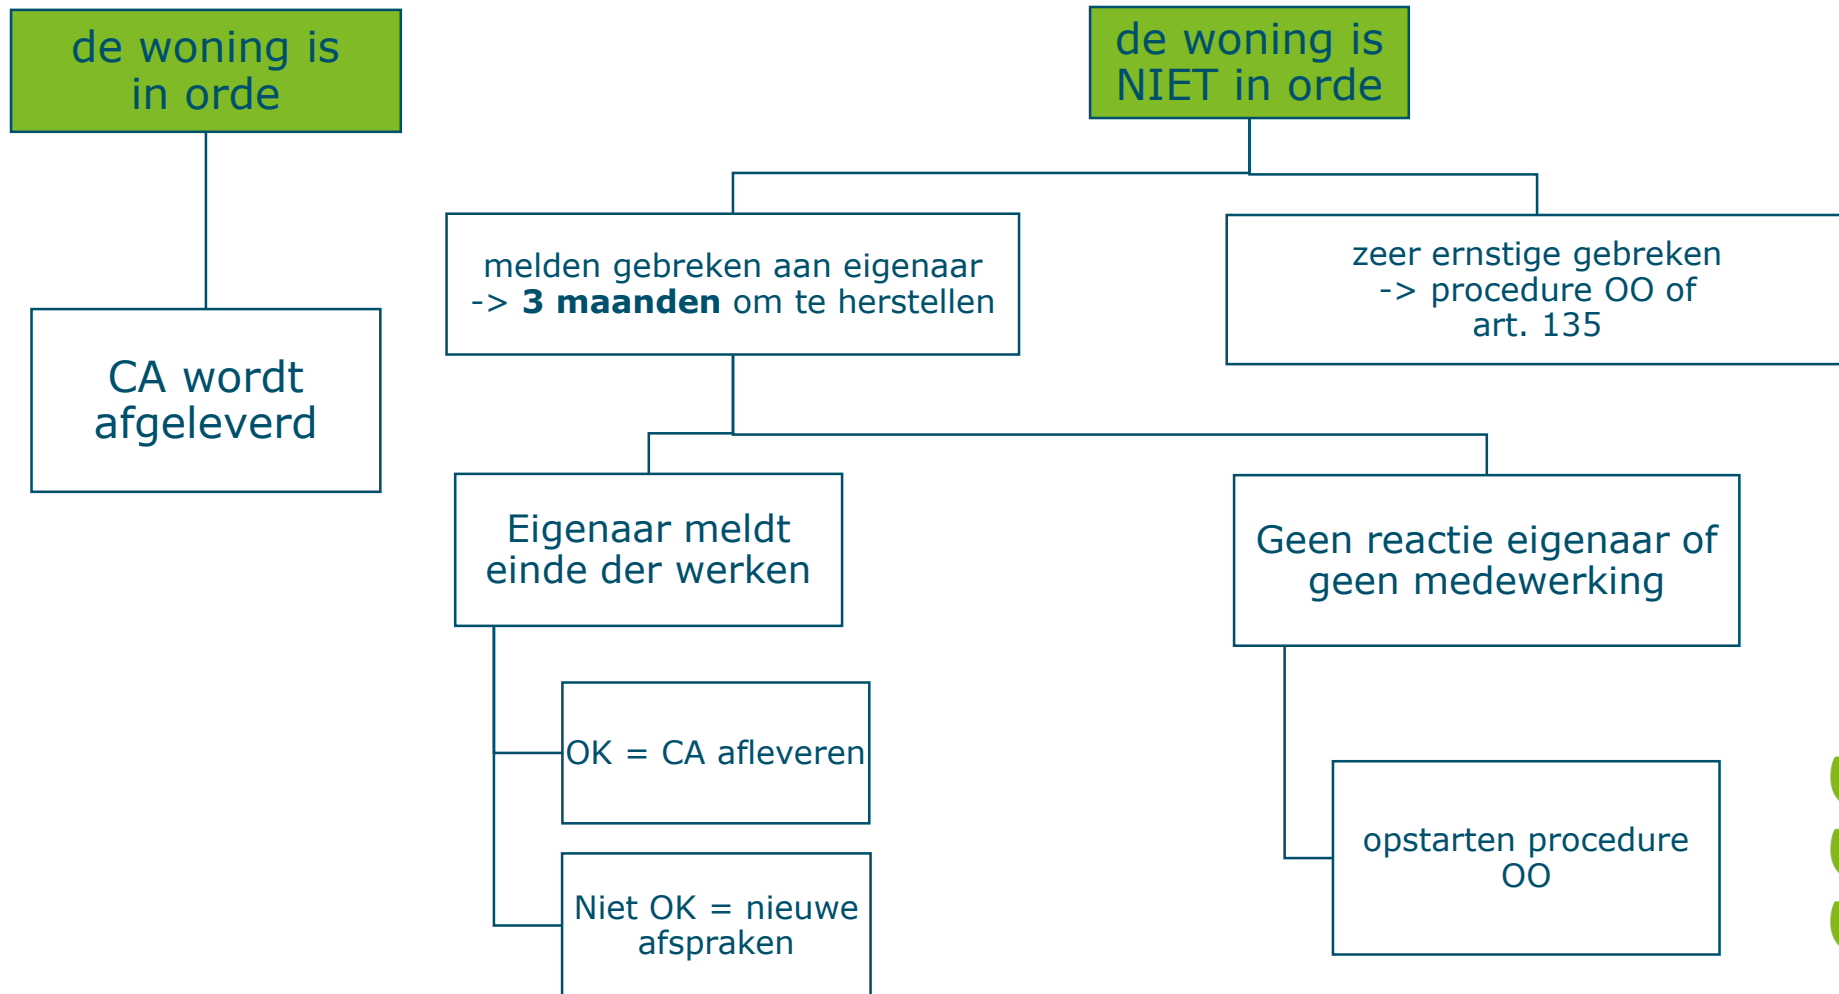 de woning is
in orde
de woning is
NIET in orde
melden gebreken aan eigenaar
-> 3 maanden om te herstellen
zeer ernstige gebreken
-> procedure OO of
art. 135
CA wordt
afgeleverd
Eigenaar meldt
einde der werken
Geen reactie eigenaar of
geen medewerking
OK = CA afleveren
opstarten procedure
OO
Niet OK = nieuwe
afspraken